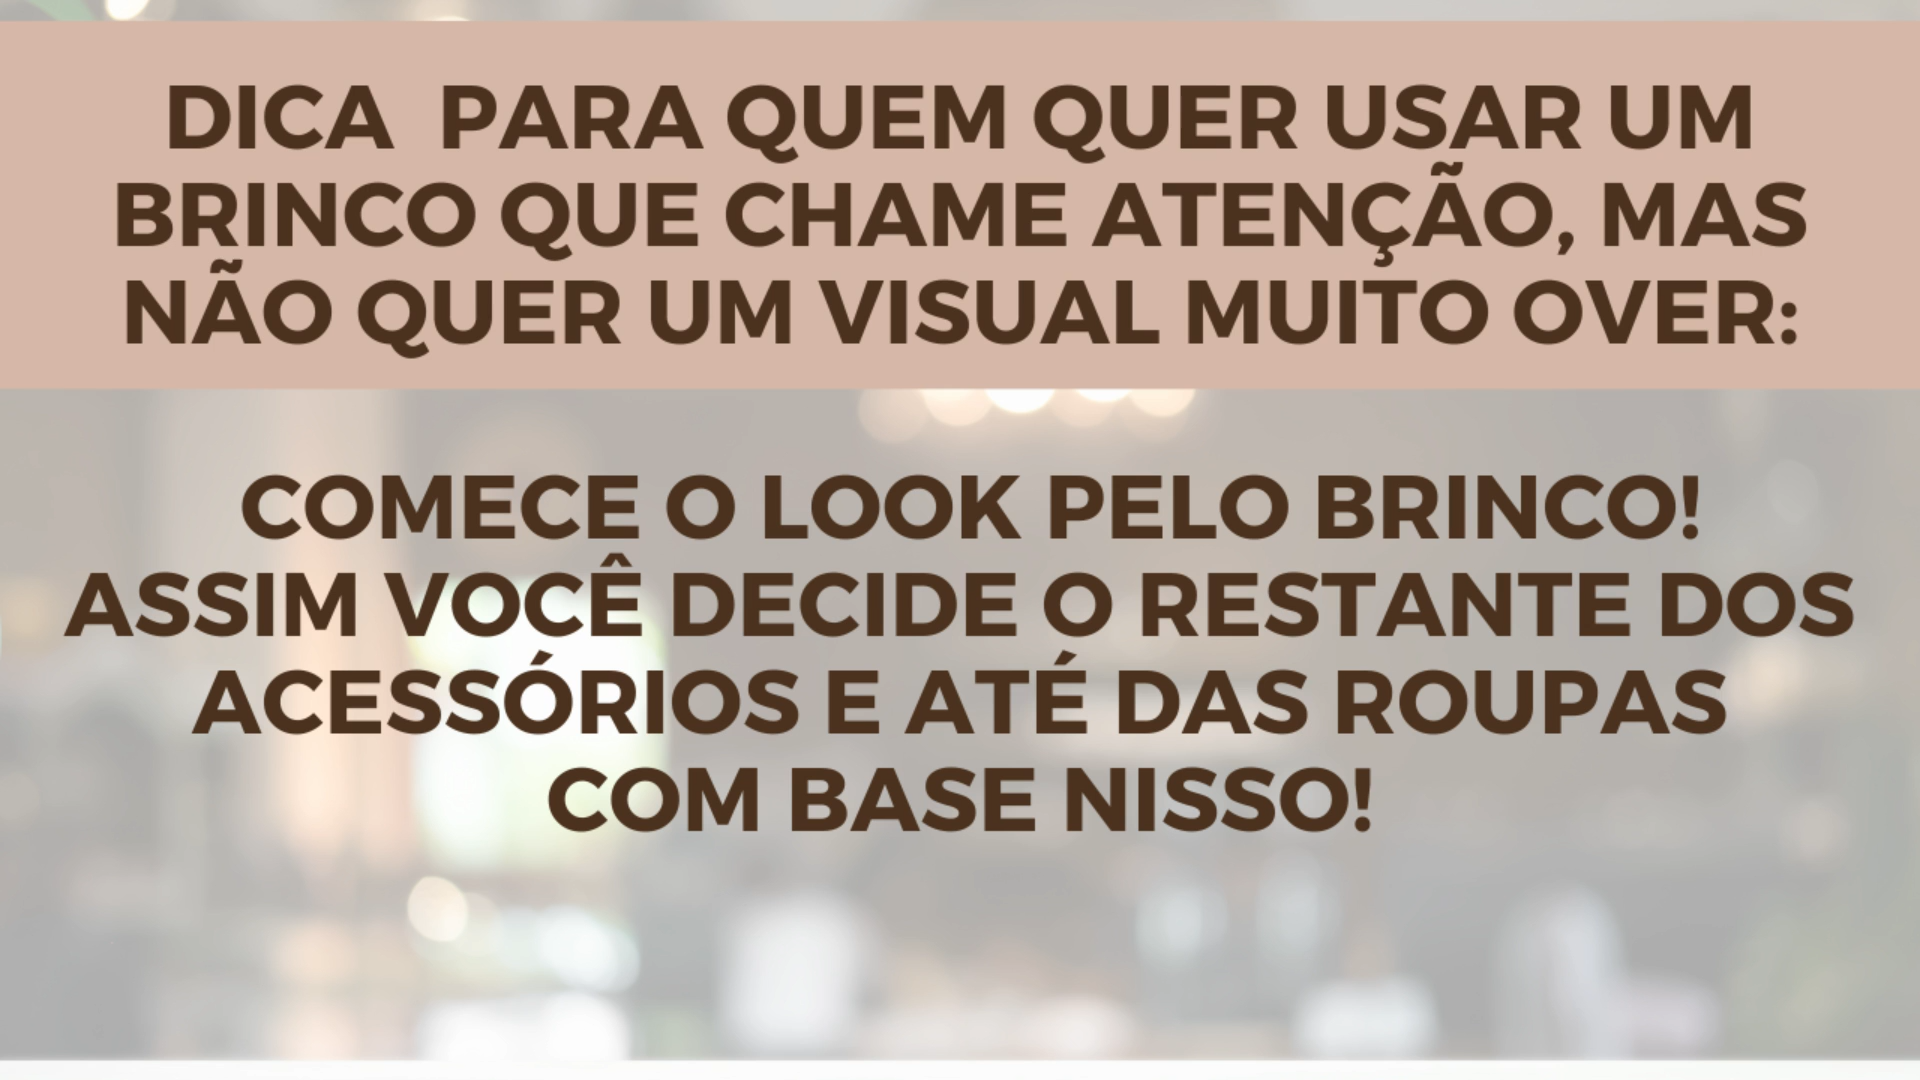 DICA PARA QUEM QUER USAR UM
BRINCO QUE CHAME ATENÇÃO, MAS
NÃO QUER UM VISUAL MUITO OVER:
COMECE O LOOK PELO BRINCO!
ASSIM VOCÊ DECIDE O RESTANTE DOS
ACESSÓRIOS E ATÉ DAS ROUPAS
COM BASE NISSO!